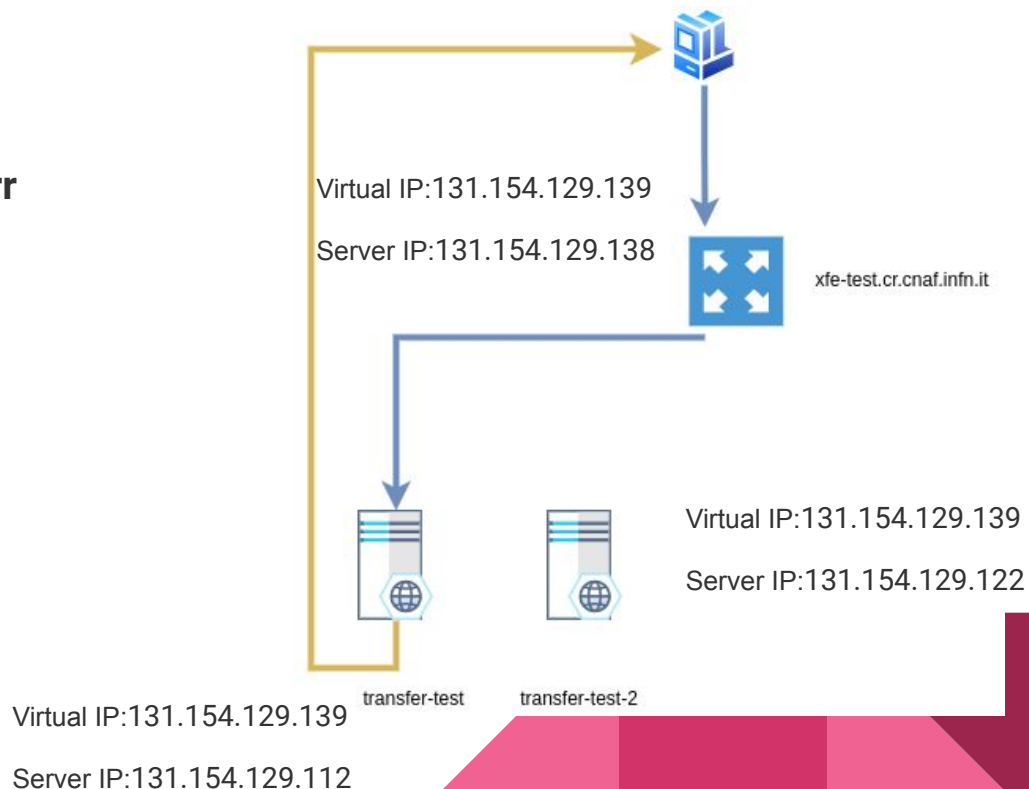 Virtual IP:131.154.129.139
Server IP:131.154.129.138
xfe-test.cr.cnaf.infn.it
Virtual IP:131.154.129.139
Server IP:131.154.129.122
transfer-test
transfer-test-2
Virtual IP:131.154.129.139
Server IP:131.154.129.112